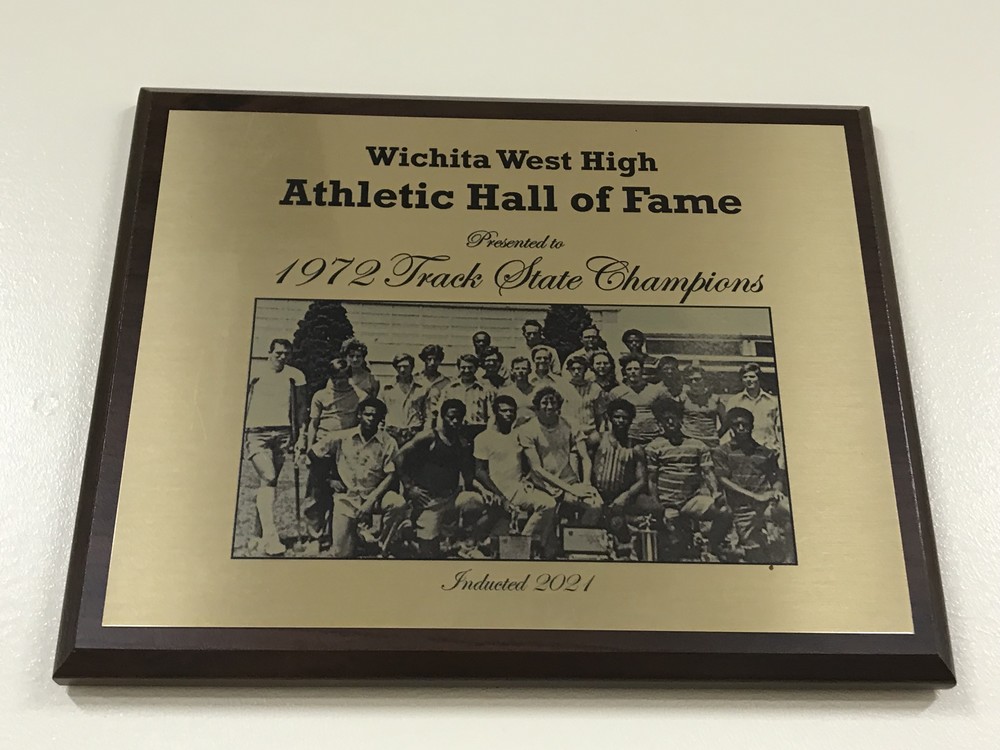 Wichita West High
Athletic Hall of Fame
Presented to
1972 Track State Champions
Inducted 2021